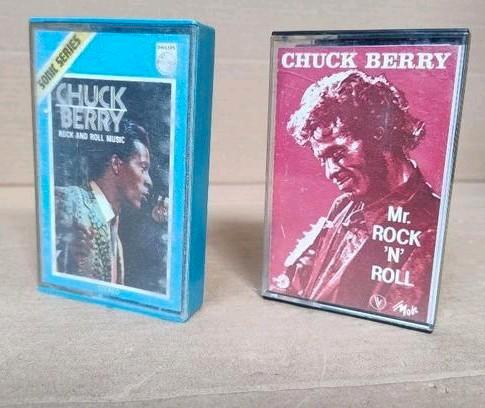 SONIC SERIES
PHILIPS
CHUCK
BERRY
ROCK AND ROLL MUSIC
CHUCK BERRY
Mr.
ROCK
'N'
ROLL